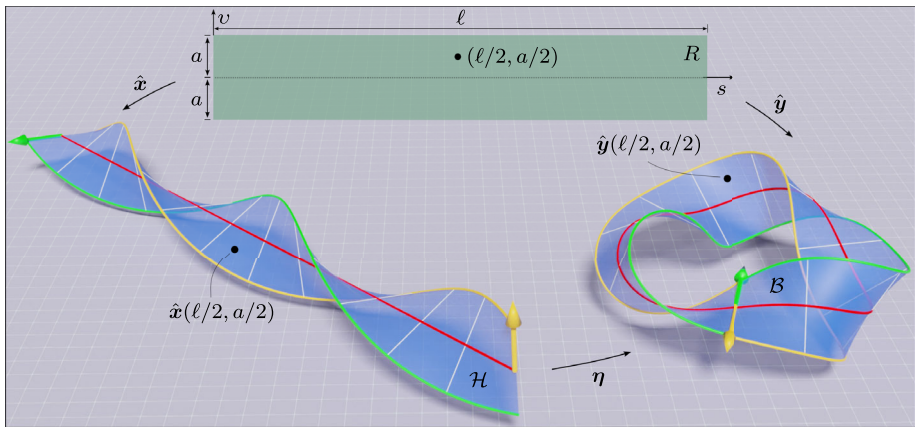 υ
ℓ
a
(ℓ/2, a/2)
R
x̂
a
s
ŷ
ŷ(ℓ/2, a/2)
x̂(ℓ/2, a/2)
ℬ
ℋ
η